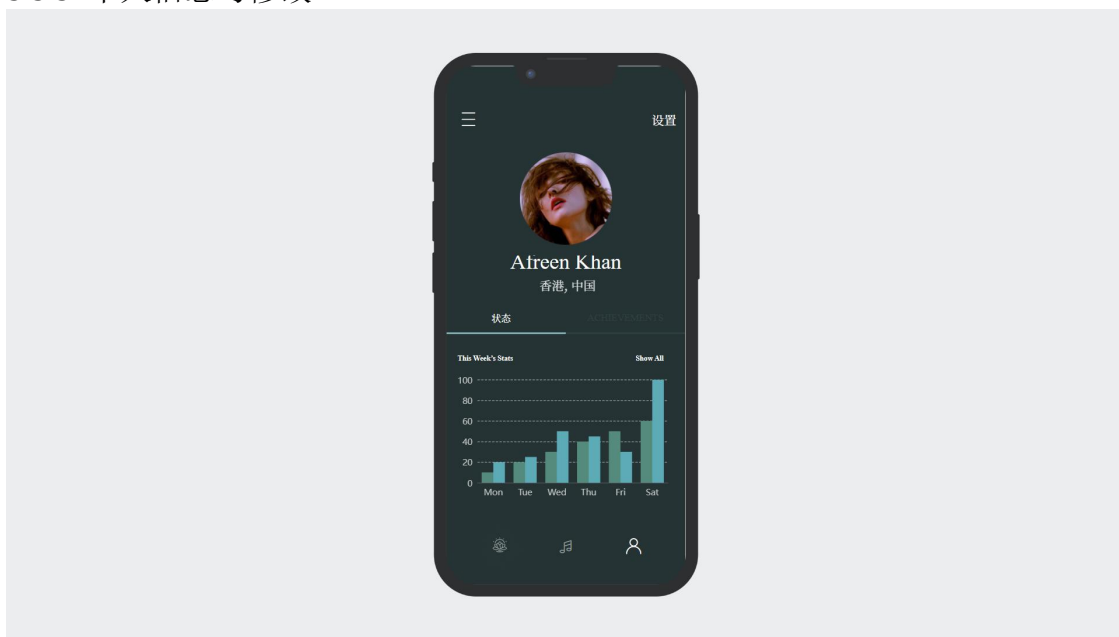 设置
Afreen Khan
香港, 中国
状态 ACHIEVEMENTS
This Week's Stats Show All
100
80
60
40
20
0
Mon Tue Wed Thu Fri Sat